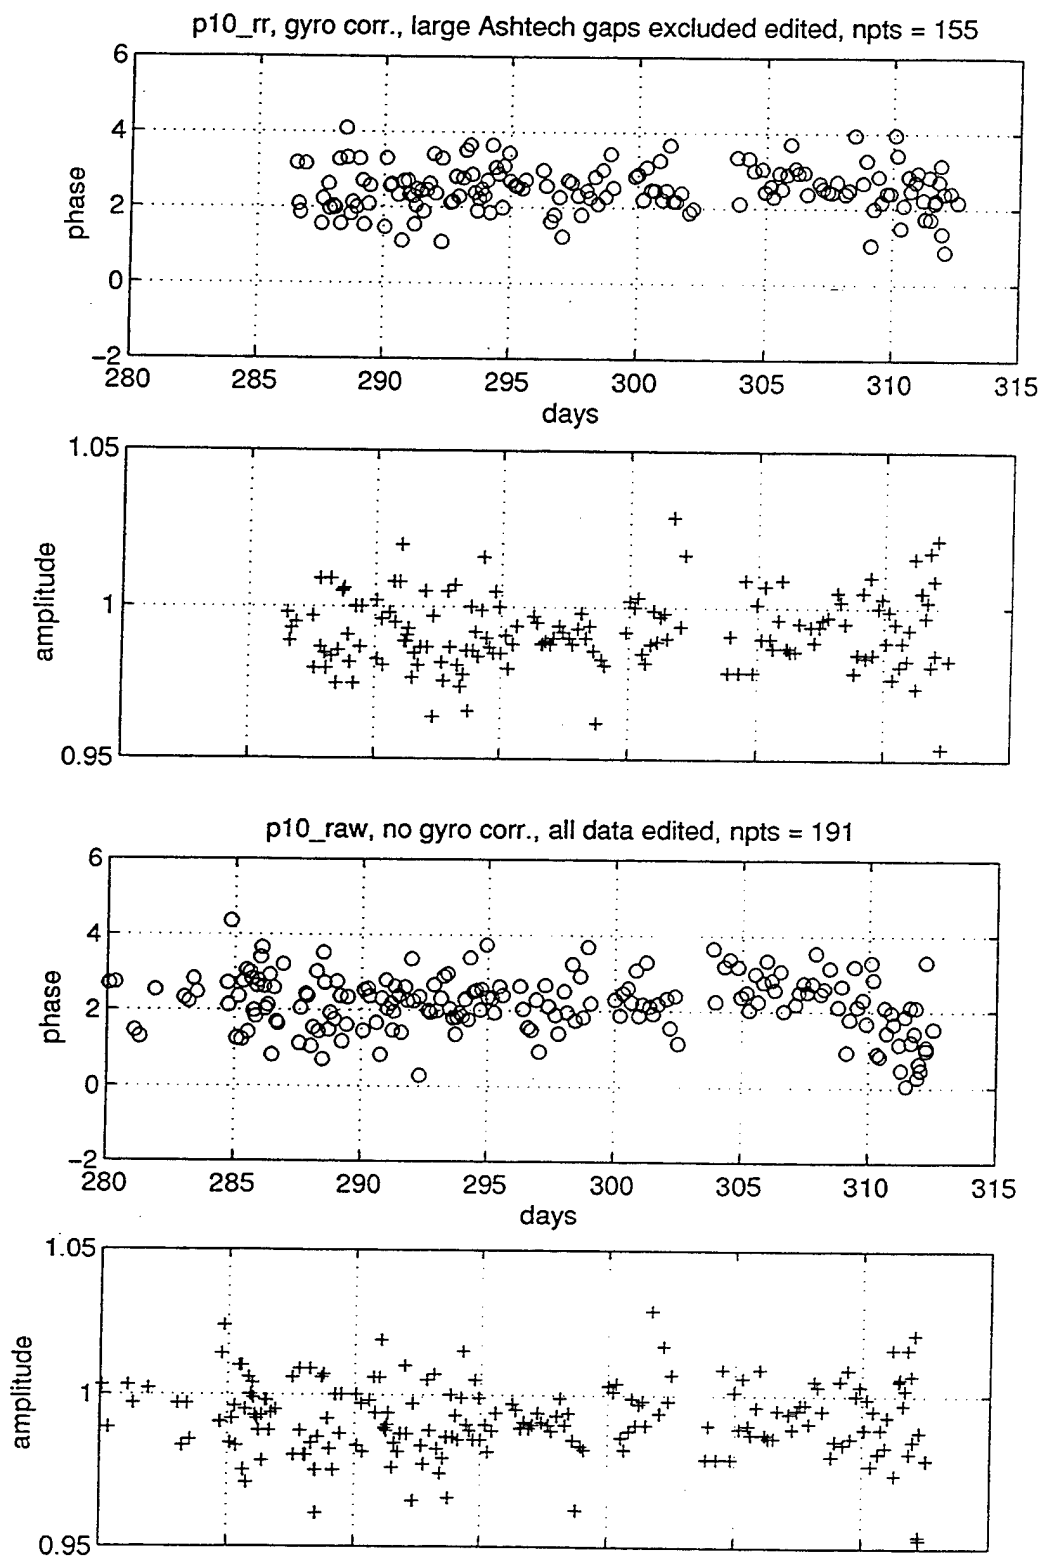 p10_rr, gyro corr., large Ashtech gaps excluded edited, npts = 155
6
4
2
0
−2
phase
280 285 290 295 300 305 310 315
days
1.05
1
0.95
amplitude
p10_raw, no gyro corr., all data edited, npts = 191
6
4
2
0
−2
phase
280 285 290 295 300 305 310 315
days
1.05
1
0.95
amplitude